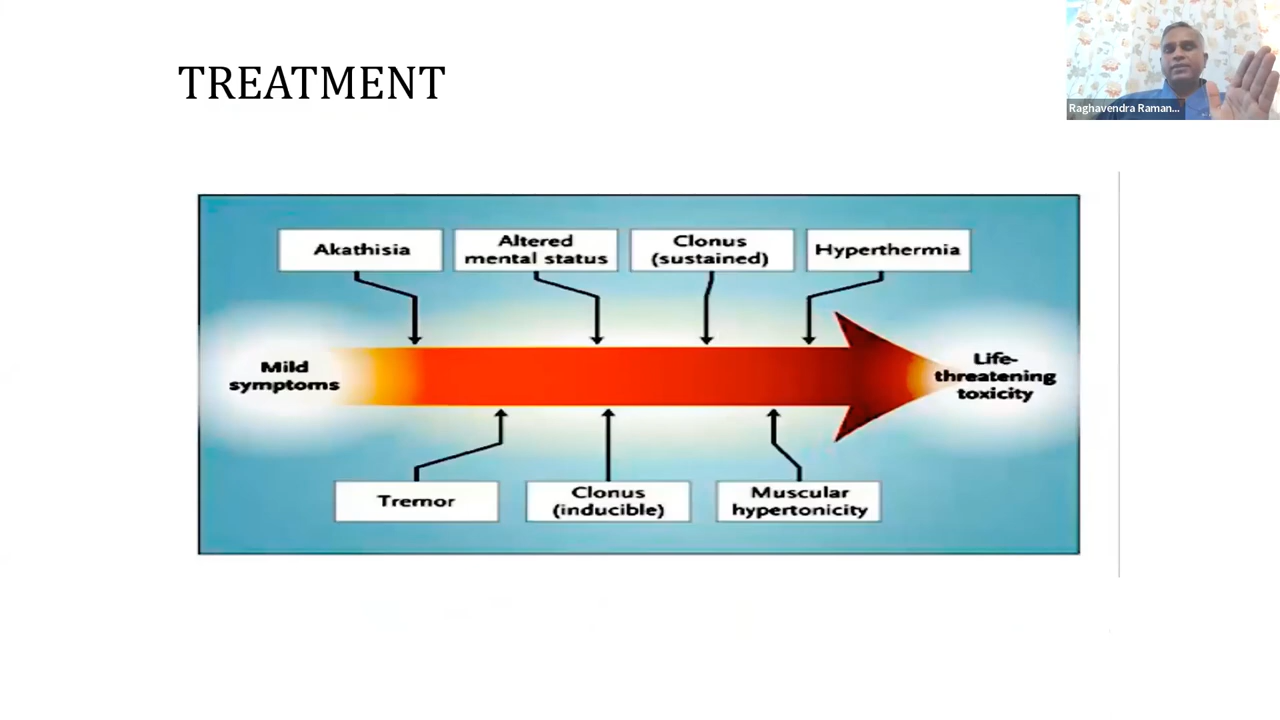 TREATMENT
Raghavendra Raman...
Akathisia
Altered
mental status
Clonus
(sustained)
Hyperthermia
Mild
symptoms
Life-
threatening
toxicity
Tremor
Clonus
(inducible)
Muscular
hypertonicity